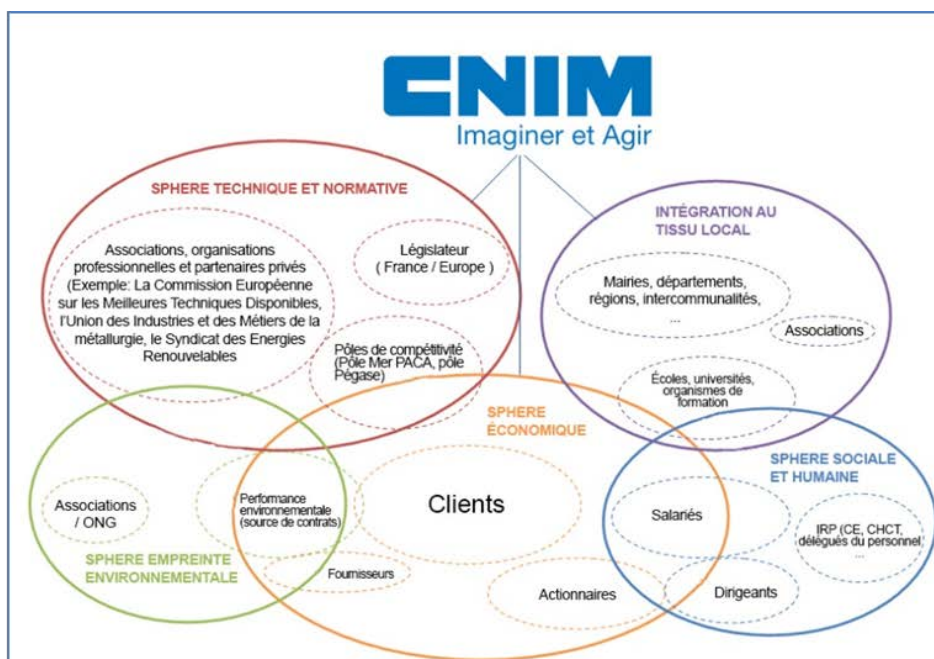 CNIM
Imaginer et Agir
SPHERE TECHNIQUE ET NORMATIVE
Associations, organisations
professionnelles et partenaires privés
(Exemple: La Commission Européenne
sur les Meilleures Techniques Disponibles,
l'Union des Industries et des Métiers de la
métallurgie, le Syndicat des Energies
Renouvelables
Législateur
( France / Europe )
Pôles de compétitivité
(Pôle Mer PACA, pôle
Pégase)
INTÉGRATION AU
TISSU LOCAL
Mairies, départements,
régions, intercommunalités,
...
Associations
Écoles, universités,
organismes de
formation
SPHERE
ÉCONOMIQUE
Clients
Performance
environnementale
(source de contrats)
Fournisseurs
Actionnaires
Associations
/ ONG
SPHERE EMPREINTE
ENVIRONNEMENTALE
SPHERE SOCIALE
ET HUMAINE
Salariés
IRP (CE, CHCT,
délégués du personnel,
...
Dirigeants